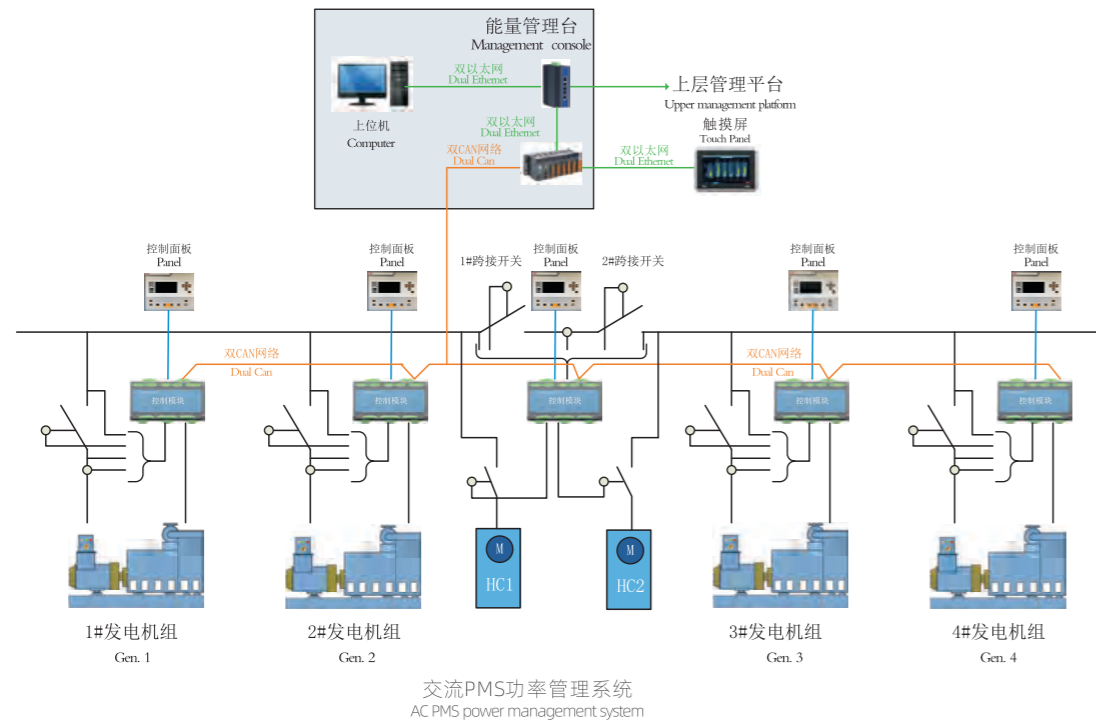 能量管理台
Management console
双以太网
Dual Ethernet
上层管理平台
Upper management platform
上位机
Computer
双以太网
Dual Ethernet
触摸屏
Touch Panel
双CAN网络
Dual Can
双以太网
Dual Ethernet
控制面板
Panel
控制面板
Panel
1#跨接开关
控制面板
Panel
2#跨接开关
控制面板
Panel
控制面板
Panel
双CAN网络
Dual Can
双CAN网络
Dual Can
控制模块
控制模块
控制模块
控制模块
控制模块
M
HC1
M
HC2
1#发电机组
Gen. 1
2#发电机组
Gen. 2
3#发电机组
Gen. 3
4#发电机组
Gen. 4
交流PMS功率管理系统
AC PMS power management system